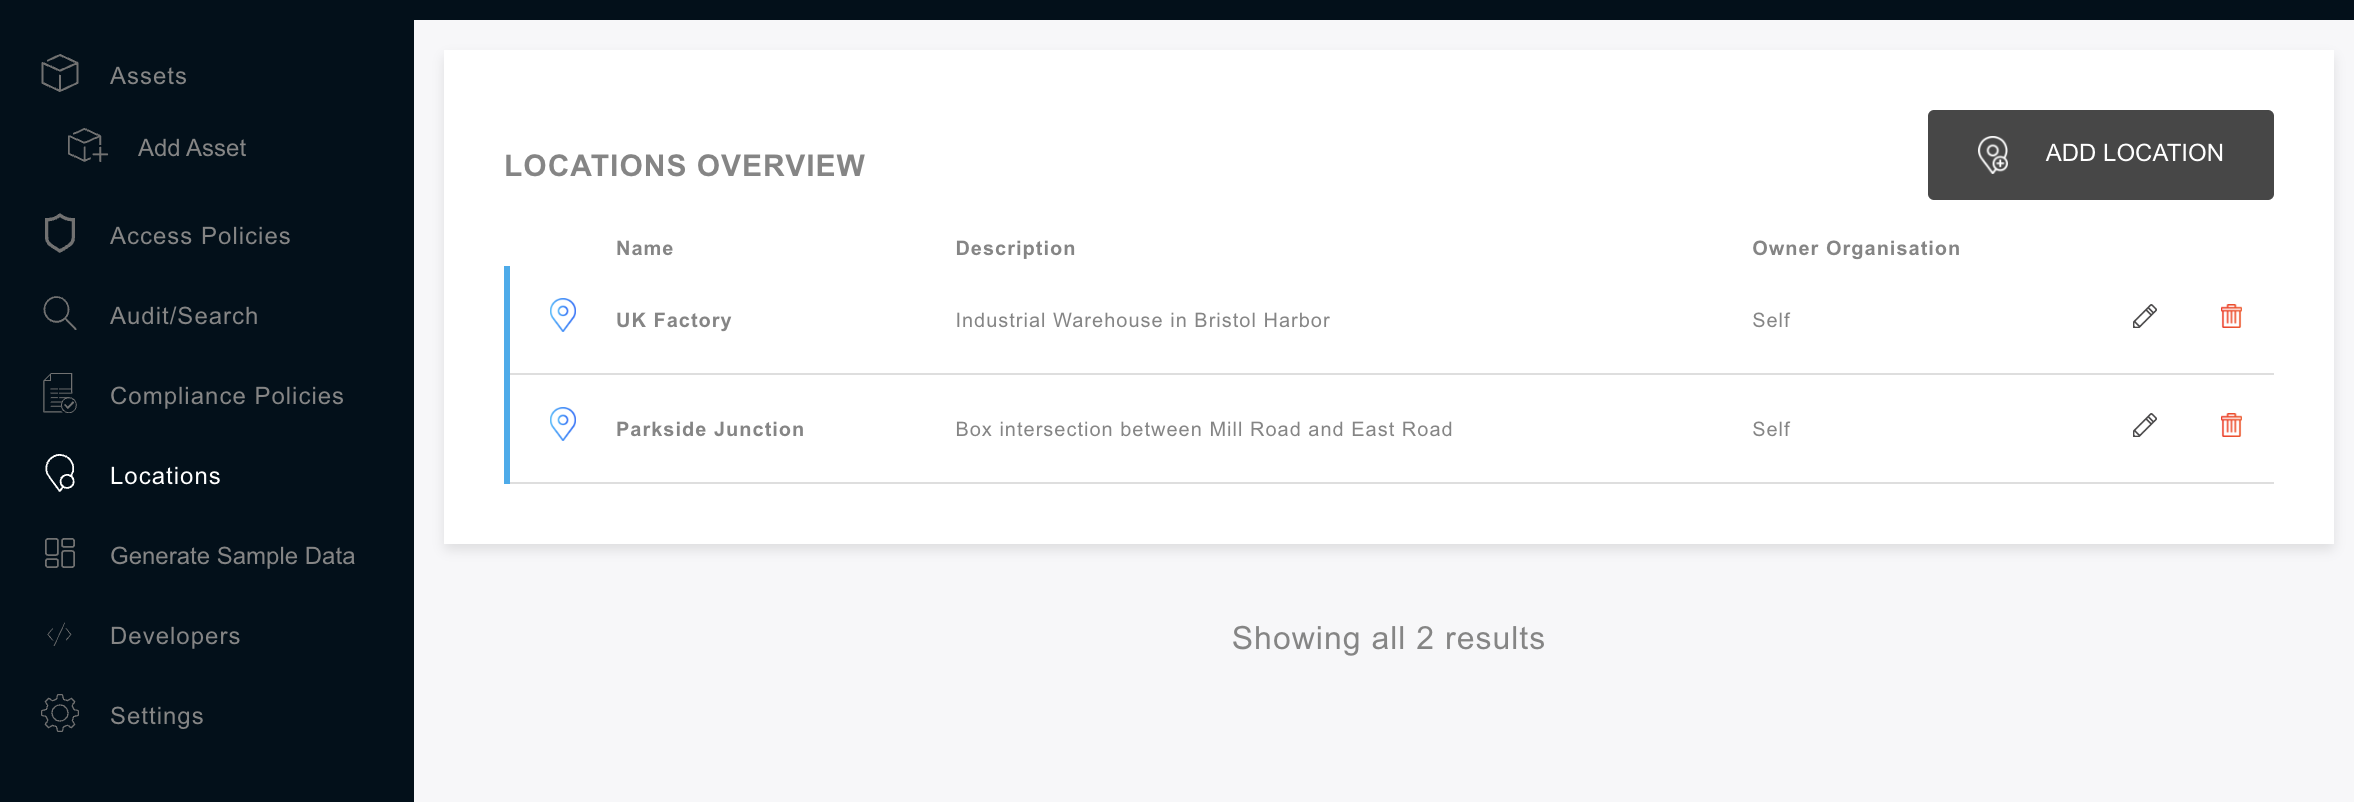 Assets
Add Asset
Access Policies
Audit/Search
Compliance Policies
Locations
Generate Sample Data
Developers
Settings
LOCATIONS OVERVIEW
ADD LOCATION
Name Description Owner Organisation
UK Factory Industrial Warehouse in Bristol Harbor Self
Parkside Junction Box intersection between Mill Road and East Road Self
Showing all 2 results